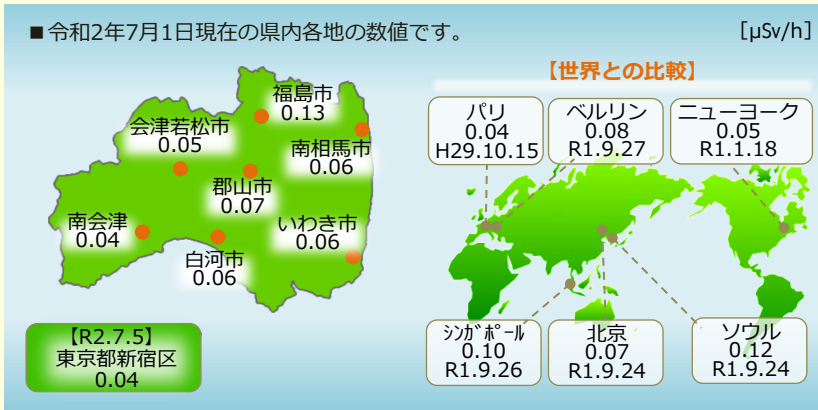 ■令和2年7月1日現在の県内各地の数値です。
[μSv/h]
福島市
0.13
会津若松市
0.05
南相馬市
0.06
郡山市
0.07
南会津
0.04
いわき市
0.06
白河市
0.06
【R2.7.5】
東京都新宿区
0.04
【世界との比較】
パリ
0.04
H29.10.15
ベルリン
0.08
R1.9.27
ニューヨーク
0.05
R1.1.18
シンガポール
0.10
R1.9.26
北京
0.07
R1.9.24
ソウル
0.12
R1.9.24